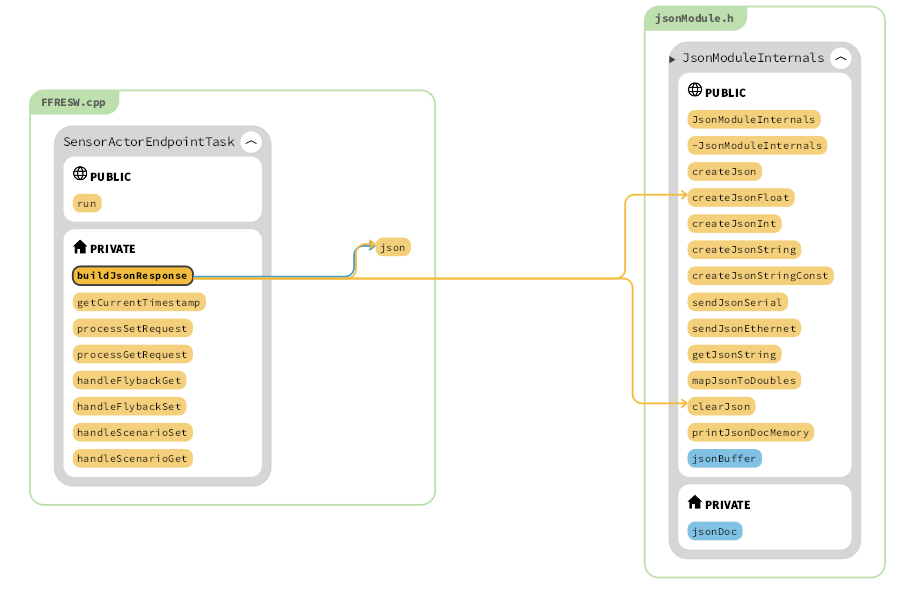 FFRESW.cpp
SensorActorEndpointTask
PUBLIC
run
PRIVATE
buildJsonResponse
getCurrentTimestamp
processSetRequest
processGetRequest
handleFlybackGet
handleFlybackSet
handleScenarioSet
handleScenarioGet
json
jsonModule.h
JsonModuleInternals
PUBLIC
JsonModuleInternals
~JsonModuleInternals
createJson
createJsonFloat
createJsonInt
createJsonString
createJsonStringConst
sendJsonSerial
sendJsonEthernet
getJsonString
mapJsonToDoubles
clearJson
printJsonDocMemory
jsonBuffer
PRIVATE
jsonDoc